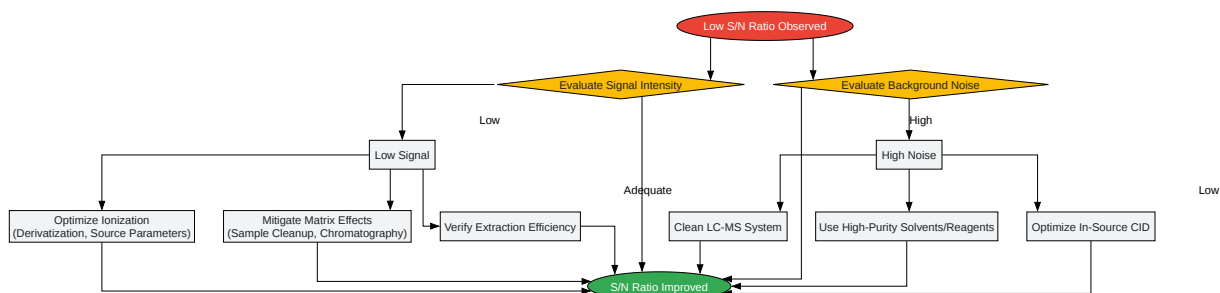 Low S/N Ratio Observed
Evaluate Signal Intensity
Evaluate Background Noise
Low
High
Low Signal
High Noise
Adequate
Low
Optimize Ionization
(Derivatization, Source Parameters)
Mitigate Matrix Effects
(Sample Cleanup, Chromatography)
Verify Extraction Efficiency
Clean LC-MS System
Use High-Purity Solvents/Reagents
Optimize In-Source CID
S/N Ratio Improved